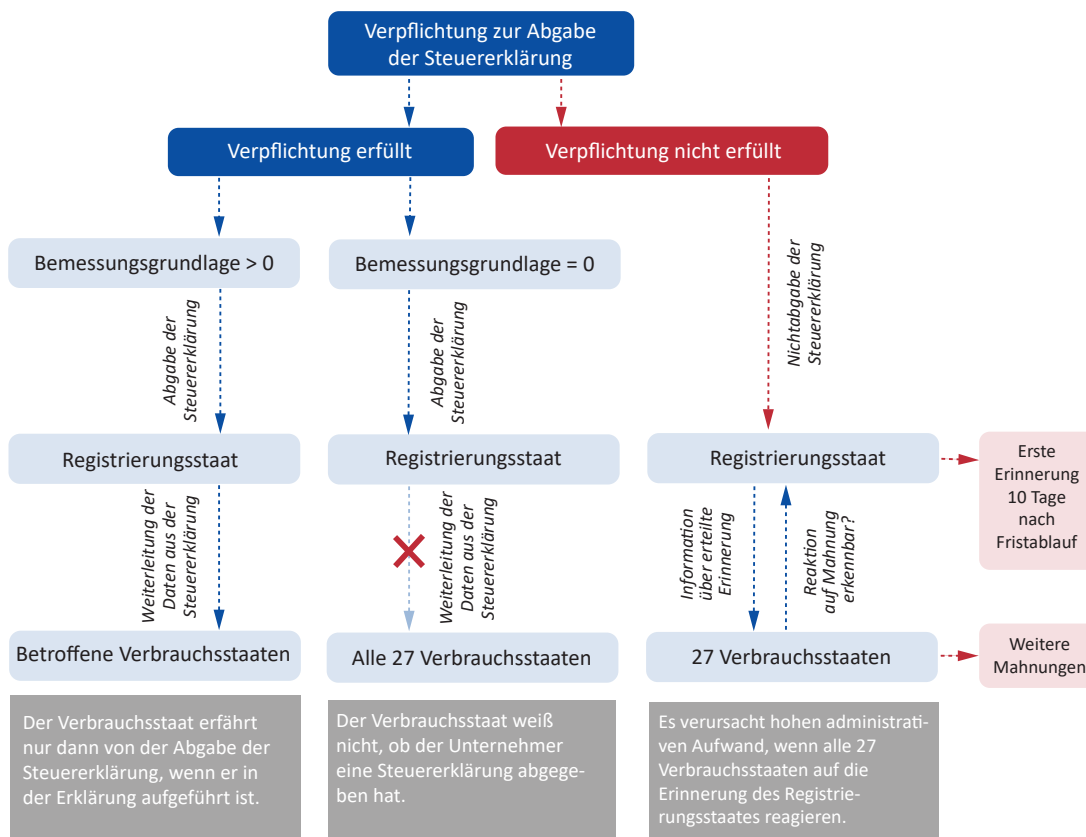 Verpflichtung zur Abgabe
der Steuererklärung
Verpflichtung erfüllt
Verpflichtung nicht erfüllt
Bemessungsgrundlage > 0
Bemessungsgrundlage = 0
Abgabe der
Steuererklärung
Abgabe der
Steuererklärung
Nichtabgabe der
Steuererklärung
Registrierungsstaat
Registrierungsstaat
Registrierungsstaat
Erste
Erinnerung
10 Tage
nach
Fristablauf
Weiterleitung der
Daten aus der
Steuererklärung
Weiterleitung der
Daten aus der
Steuererklärung
Information
über erteilte
Erinnerung
Reaktion
auf Mahnung
erkennbar?
Betroffene Verbrauchsstaaten
Alle 27 Verbrauchsstaaten
27 Verbrauchsstaaten
Weitere
Mahnungen
Der Verbrauchsstaat erfährt
nur dann von der Abgabe der
Steuererklärung, wenn er in
der Erklärung aufgeführt ist.
Der Verbrauchsstaat weiß
nicht, ob der Unternehmer
eine Steuererklärung abgege-
ben hat.
Es verursacht hohen administrati-
ven Aufwand, wenn alle 27
Verbrauchsstaaten auf die
Erinnerung des Registrie-
rungsstaates reagieren.